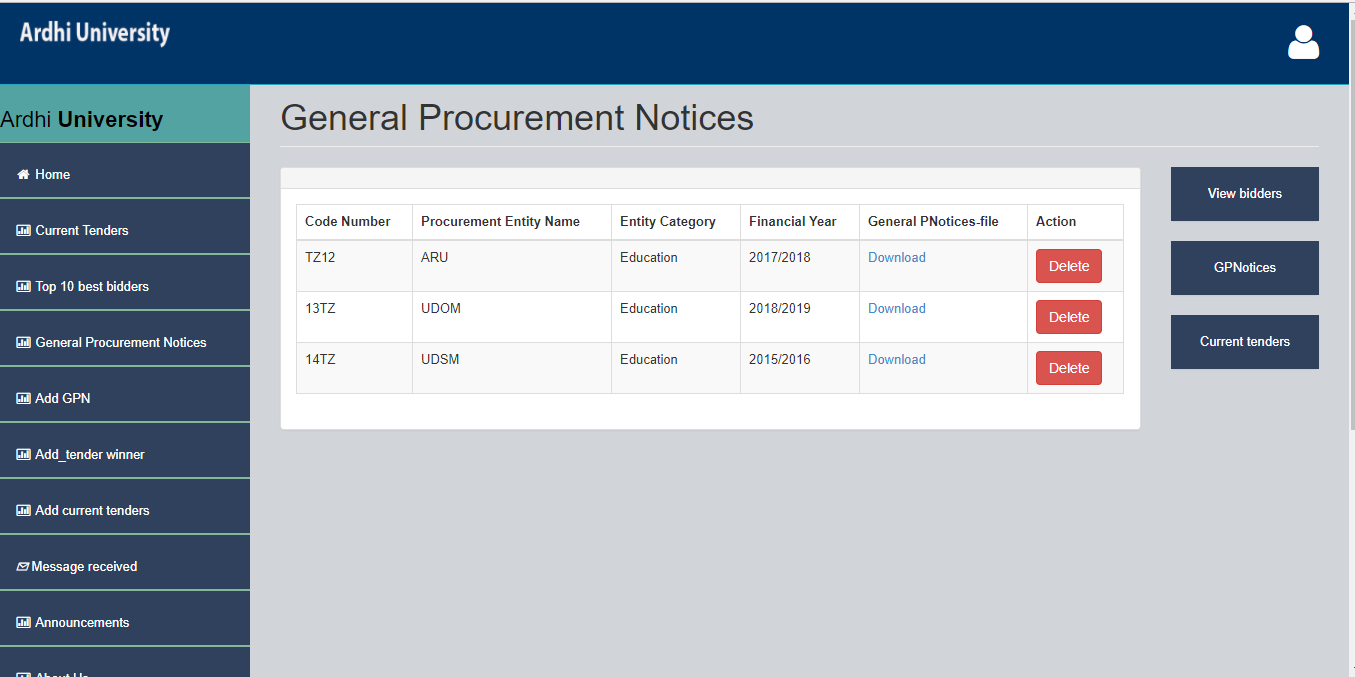 Ardhi University
Ardhi University
Home
Current Tenders
Top 10 best bidders
General Procurement Notices
Add GPN
Add_tender winner
Add current tenders
Message received
Announcements
About Us
General Procurement Notices
Code Number Procurement Entity Name Entity Category Financial Year General PNotices-file Action
TZ12 ARU Education 2017/2018 Download Delete
13TZ UDOM Education 2018/2019 Download Delete
14TZ UDSM Education 2015/2016 Download Delete
View bidders
GPNotices
Current tenders